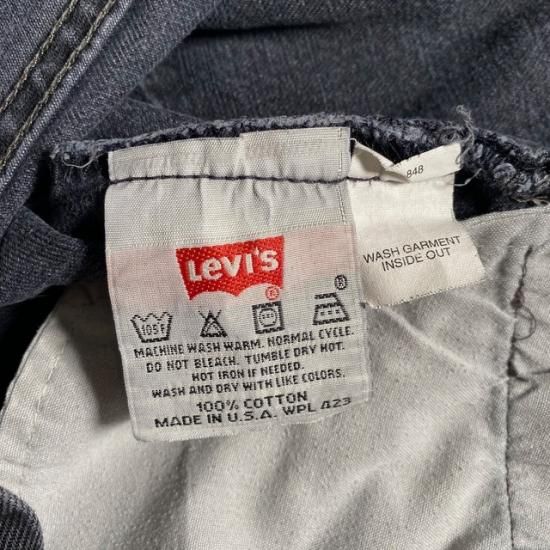 848
WASH GARMENT
INSIDE OUT
Levi's
®
®
105F
MACHINE WASH WARM. NORMAL CYCLE.
DO NOT BLEACH. TUMBLE DRY HOT.
HOT IRON IF NEEDED.
WASH AND DRY WITH LIKE COLORS.
100% COTTON
MADE IN U.S.A. WPL 423